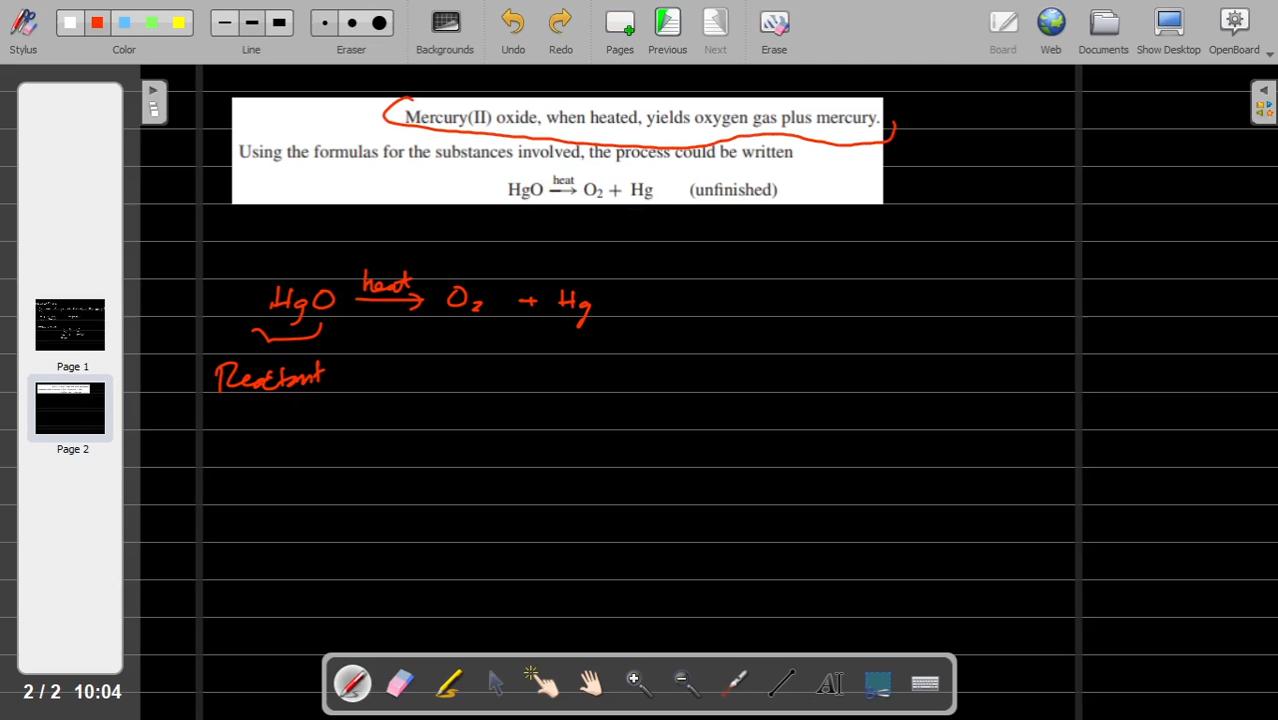 Stylus Color Line Eraser Backgrounds Undo Redo Pages Previous Next Erase Board Web Documents Show Desktop OpenBoard
Mercury(II) oxide, when heated, yields oxygen gas plus mercury.
Using the formulas for the substances involved, the process could be written
heat
HgO ⟶ O₂ + Hg (unfinished)
heat
HgO ⟶ O₂ + Hg
Reactant
Page 1
Page 2
2 / 2 10:04